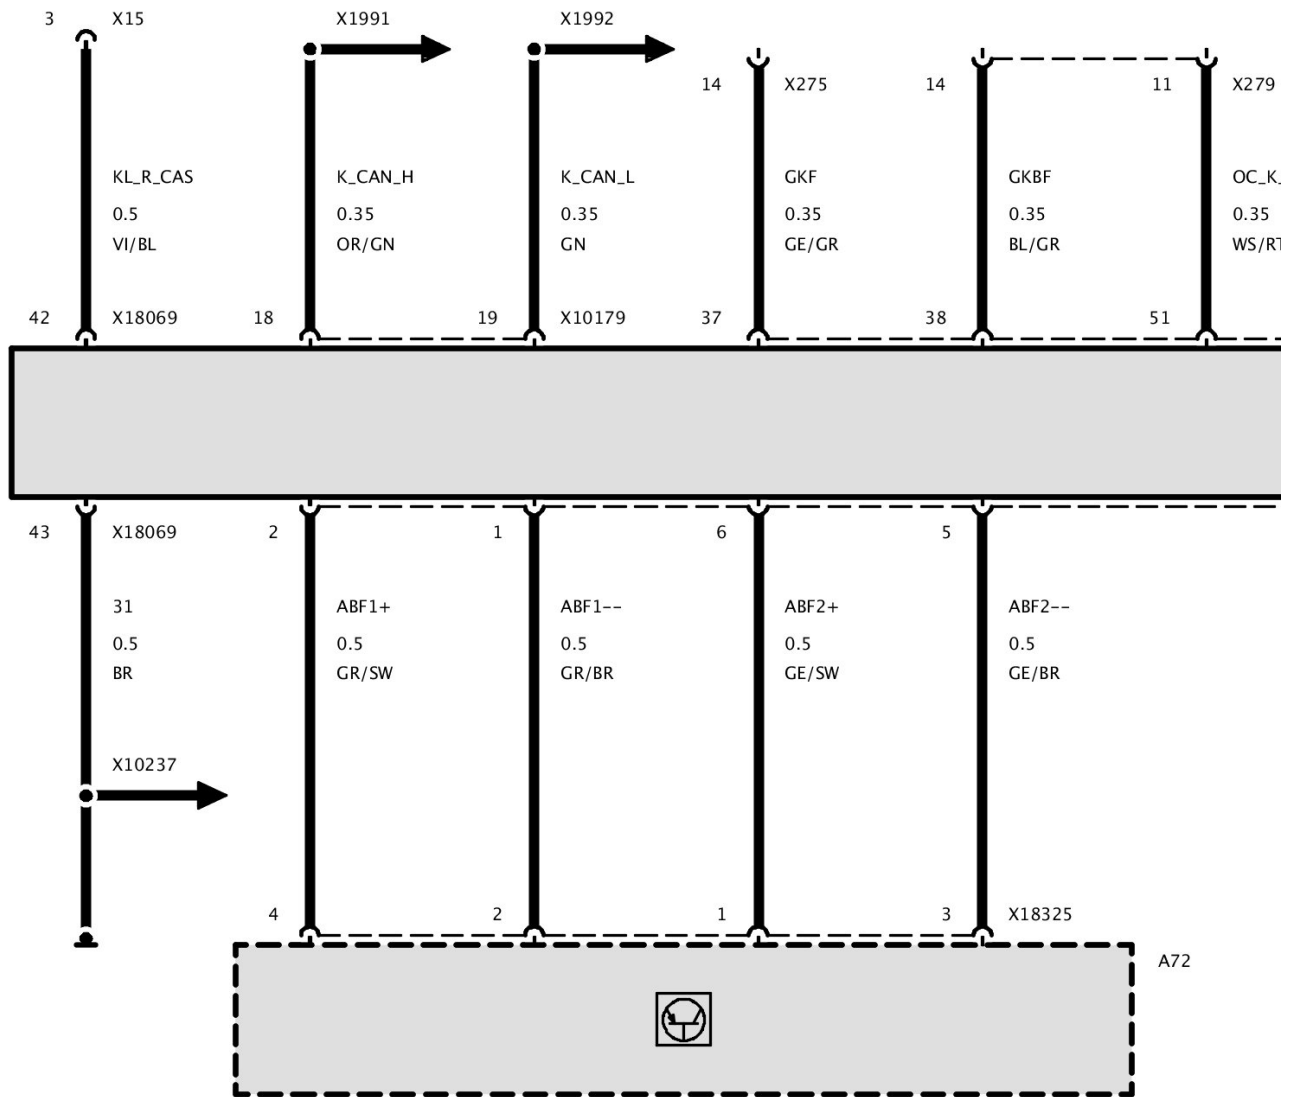 3 X15 X1991 X1992
14 X275 14 11 X279
KL_R_CAS K_CAN_H K_CAN_L GKF GKBF OC_K_
0.5 0.35 0.35 0.35 0.35 0.35
VI/BL OR/GN GN GE/GR BL/GR WS/RT
42 X18069 18 19 X10179 37 38 51
43 X18069 2 1 6 5
31 ABF1+ ABF1-- ABF2+ ABF2--
0.5 0.5 0.5 0.5 0.5
BR GR/SW GR/BR GE/SW GE/BR
X10237
4 2 1 3 X18325
A72